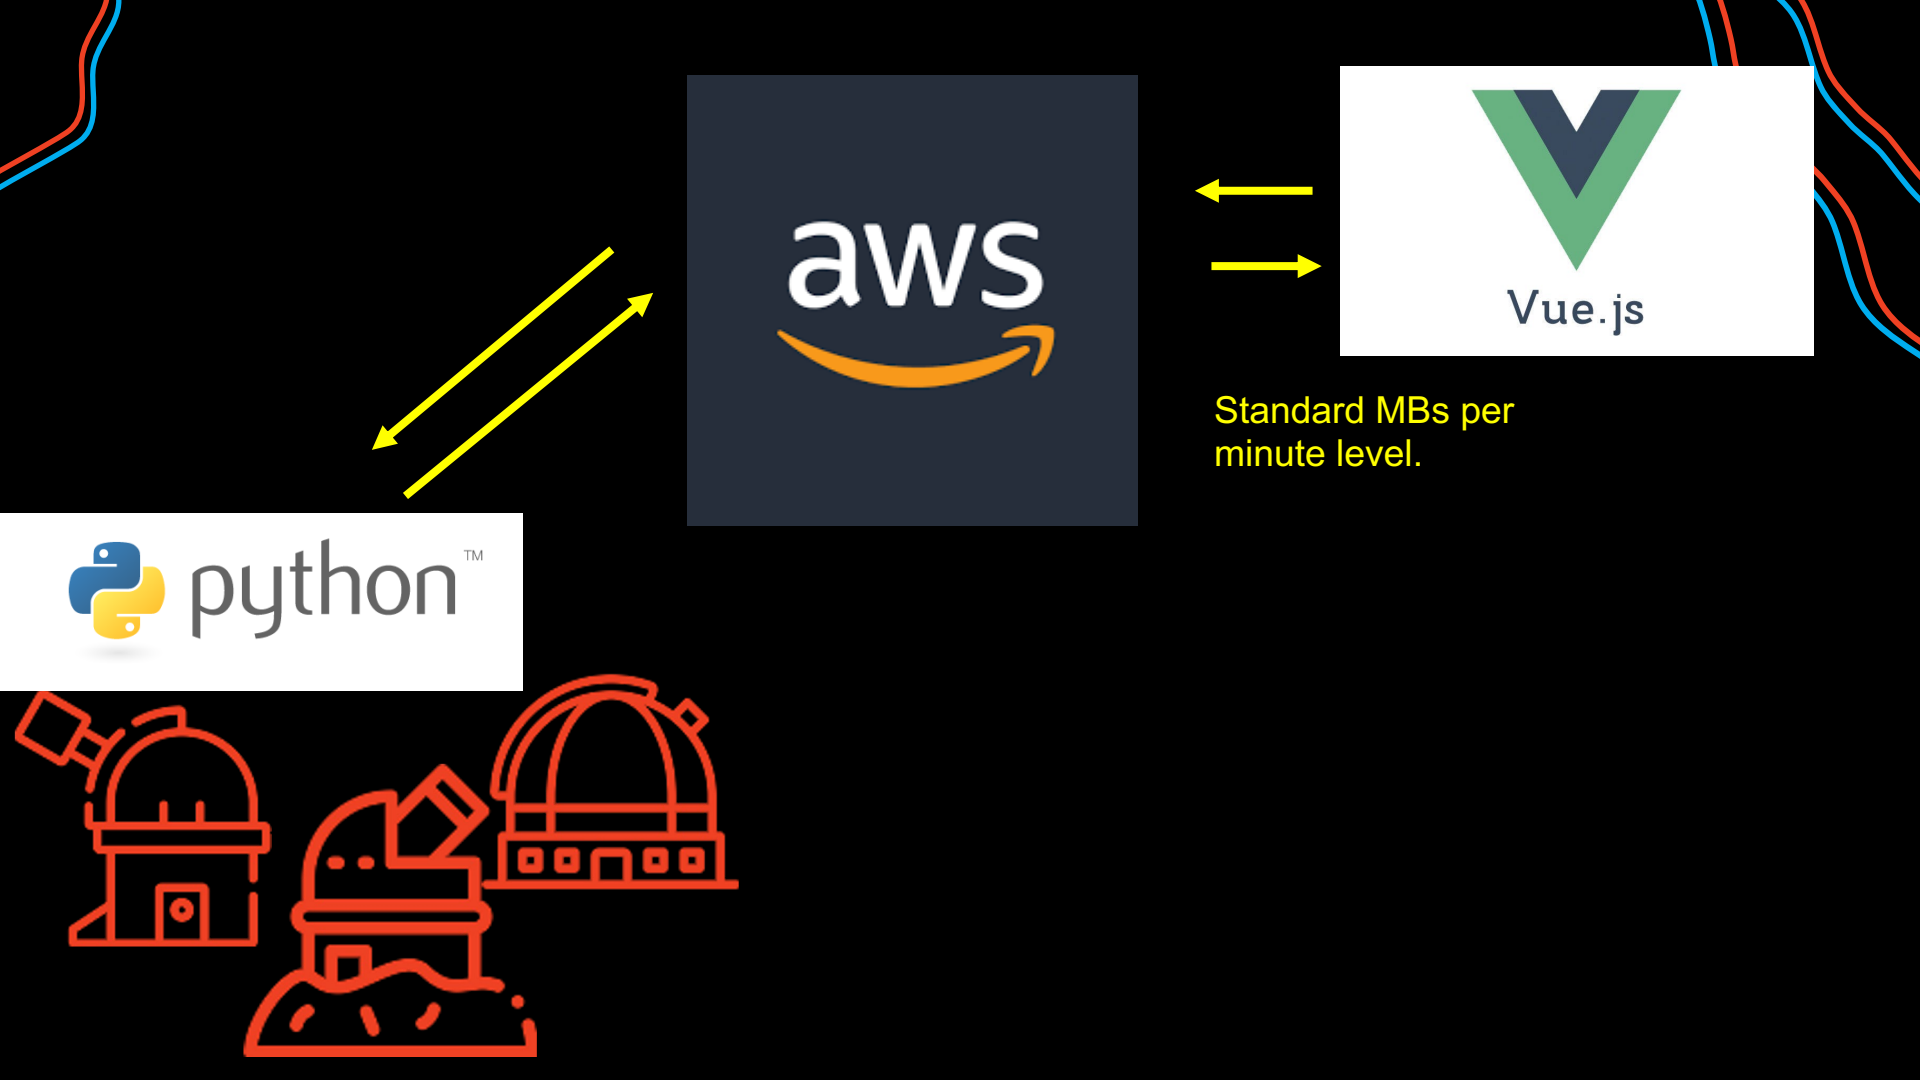 aws
Vue.js
Standard MBs per
minute level.
python™